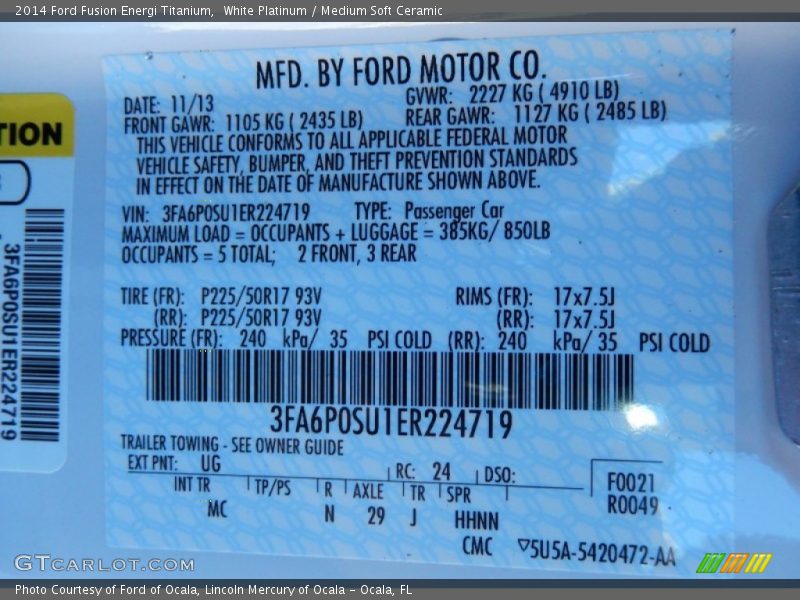 2014 Ford Fusion Energi Titanium, White Platinum / Medium Soft Ceramic
MFD. BY FORD MOTOR CO.
DATE: 11/13 GVWR: 2227 KG ( 4910 LB)
FRONT GAWR: 1105 KG ( 2435 LB) REAR GAWR: 1127 KG ( 2485 LB)
THIS VEHICLE CONFORMS TO ALL APPLICABLE FEDERAL MOTOR
VEHICLE SAFETY, BUMPER, AND THEFT PREVENTION STANDARDS
IN EFFECT ON THE DATE OF MANUFACTURE SHOWN ABOVE.
VIN: 3FA6P0SU1ER224719 TYPE: Passenger Car
MAXIMUM LOAD = OCCUPANTS + LUGGAGE = 385KG/ 850LB
OCCUPANTS = 5 TOTAL; 2 FRONT, 3 REAR
TIRE (FR): P225/50R17 93V RIMS (FR): 17x7.5J
(RR): P225/50R17 93V (RR): 17x7.5J
PRESSURE (FR): 240 kPa/ 35 PSI COLD (RR): 240 kPa/ 35 PSI COLD
3FA6P0SU1ER224719
TRAILER TOWING - SEE OWNER GUIDE
EXT PNT: UG RC: 24 DSO: F0021
INT TR TP/PS R AXLE TR SPR R0049
MC N 29 J HHNN
CMC ▽5U5A-5420472-AA
TION
3FA6P0SU1ER224719
GTCARLOT.COM
Photo Courtesy of Ford of Ocala, Lincoln Mercury of Ocala - Ocala, FL